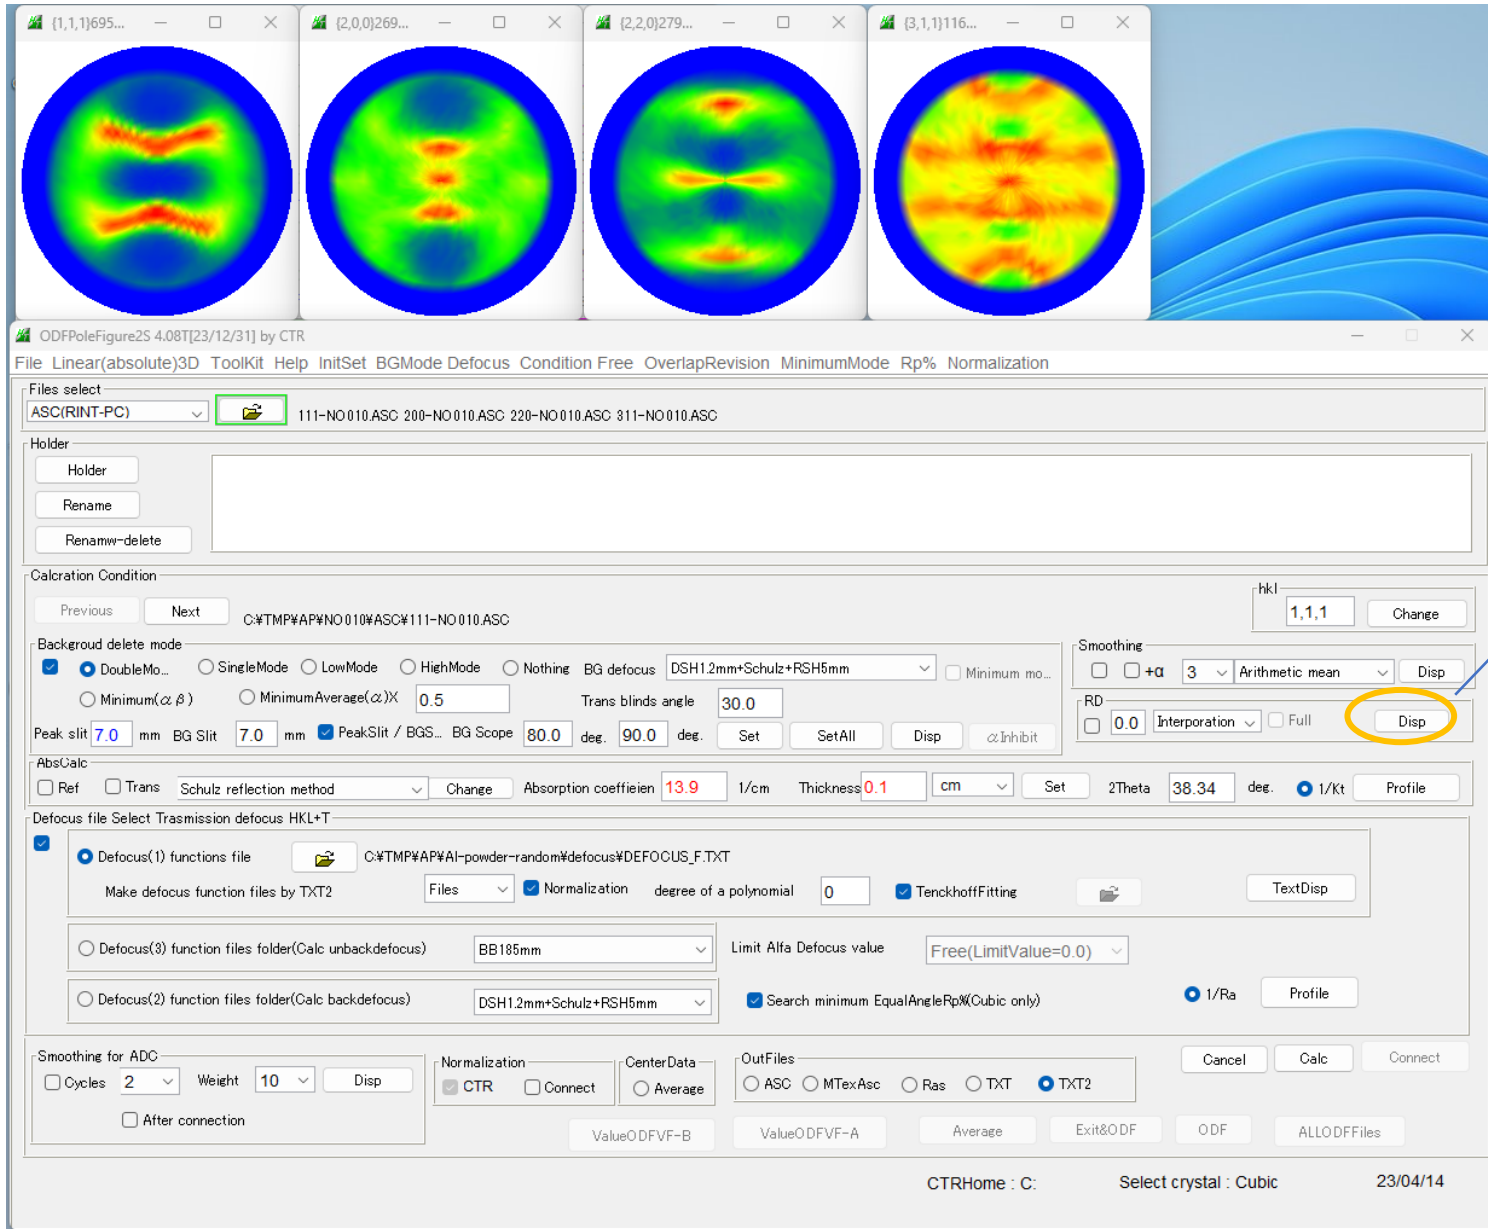 {1,1,1}695...
{2,0,0}269...
{2,2,0}279...
{3,1,1}116...
ODFPoleFigure2S 4.08T[23/12/31] by CTR
File Linear(absolute)3D ToolKit Help InitSet BGMode Defocus Condition Free OverlapRevision MinimumMode Rp% Normalization
Files select
ASC(RINT-PC)
111-NO010.ASC 200-NO010.ASC 220-NO010.ASC 311-NO010.ASC
Holder
Holder
Rename
Renamw-delete
Calcration Condition
Previous Next C:¥TMP¥AP¥NO010¥ASC¥111-NO010.ASC
hkl
1,1,1 Change
Backgroud delete mode
DoubleMo... SingleMode LowMode HighMode Nothing BG defocus DSH1.2mm+Schulz+RSH5mm Minimum mo...
Minimum(αβ) MinimumAverage(α)X 0.5 Trans blinds angle 30.0
Peak slit 7.0 mm BG Slit 7.0 mm PeakSlit / BGS... BG Scope 80.0 deg. 90.0 deg. Set SetAll Disp αInhibit
Smoothing
+α 3 Arithmetic mean Disp
RD
0.0 Interporation Full Disp
AbsCalc
Ref Trans Schulz reflection method Change Absorption coeffieien 13.9 1/cm Thickness 0.1 cm Set 2Theta 38.34 deg. 1/Kt Profile
Defocus file Select Trasmission defocus HKL+T
Defocus(1) functions file C:¥TMP¥AP¥Al-powder-random¥defocus¥DEFOCUS_F.TXT
Make defocus function files by TXT2 Files Normalization degree of a polynomial 0 TenckhoffFitting TextDisp
Defocus(3) function files folder(Calc unbackdefocus) BB185mm Limit Alfa Defocus value Free(LimitValue=0.0)
Defocus(2) function files folder(Calc backdefocus) DSH1.2mm+Schulz+RSH5mm Search minimum EqualAngleRp%(Cubic only) 1/Ra Profile
Smoothing for ADC
Cycles 2 Weight 10 Disp
After connection
Normalization
CTR Connect
CenterData
Average
OutFiles
ASC MTexAsc Ras TXT TXT2
Cancel Calc Connect
ValueODFVF-B ValueODFVF-A Average Exit&ODF ODF ALLODFFiles
CTRHome : C: Select crystal : Cubic 23/04/14